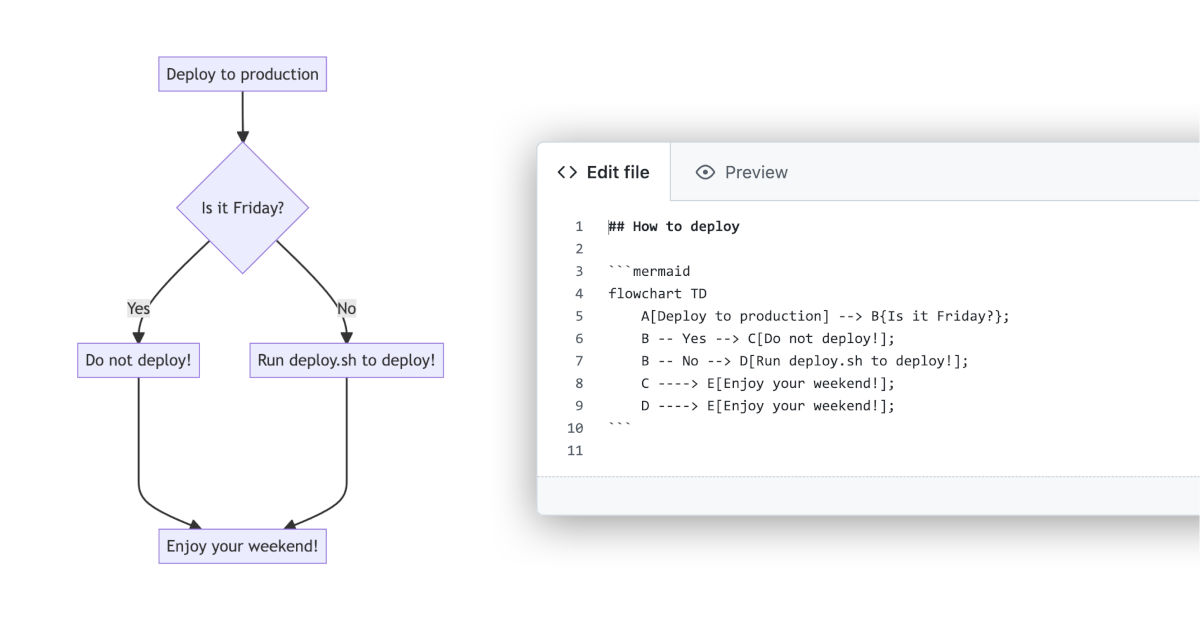 Deploy to production
Is it Friday?
Yes
No
Do not deploy!
Run deploy.sh to deploy!
Enjoy your weekend!
<> Edit file
Preview
1 ## How to deploy
2
3 ```mermaid
4 flowchart TD
5     A[Deploy to production] --> B{Is it Friday?};
6     B -- Yes --> C[Do not deploy!];
7     B -- No --> D[Run deploy.sh to deploy!];
8     C ----> E[Enjoy your weekend!];
9     D ----> E[Enjoy your weekend!];
10 ```
11